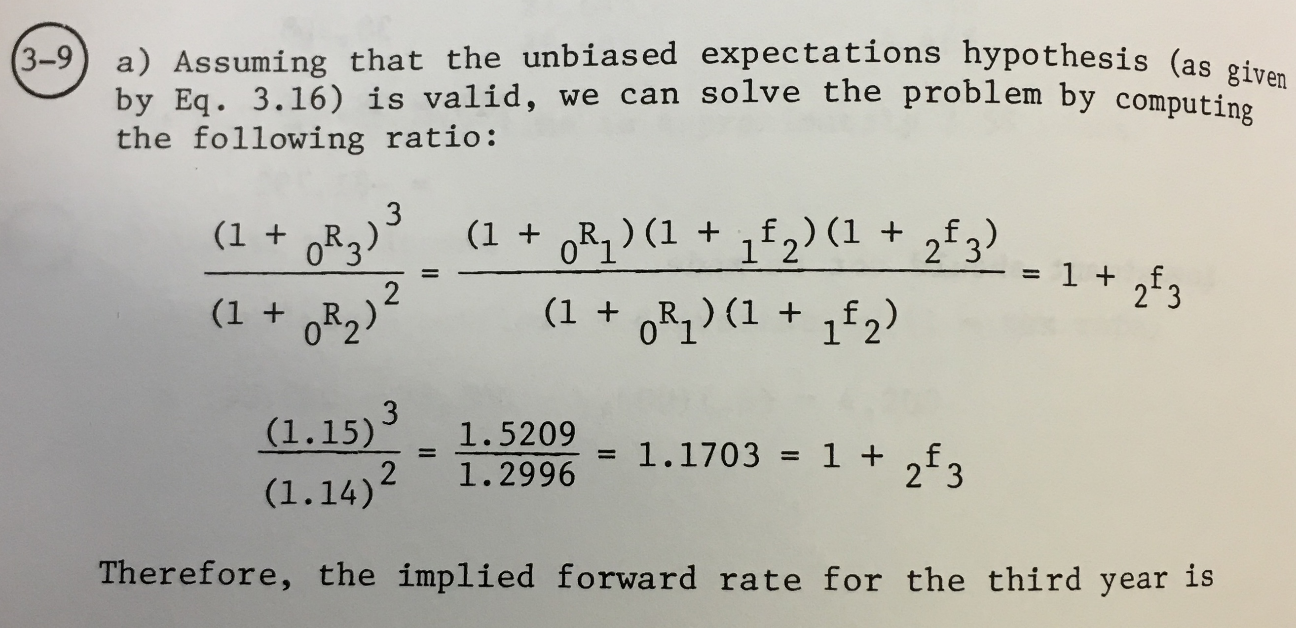 3-9 a) Assuming that the unbiased expectations hypothesis (as given
by Eq. 3.16) is valid, we can solve the problem by computing
the following ratio:
(1 + ₀R₃)³ / (1 + ₀R₂)² = (1 + ₀R₁)(1 + ₁f₂)(1 + ₂f₃) / (1 + ₀R₁)(1 + ₁f₂) = 1 + ₂f₃
(1.15)³ / (1.14)² = 1.5209 / 1.2996 = 1.1703 = 1 + ₂f₃
Therefore, the implied forward rate for the third year is